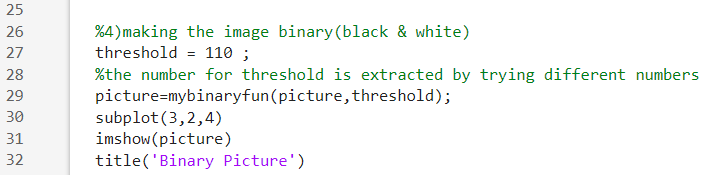 25
26 %4)making the image binary(black & white)
27 threshold = 110 ;
28 %the number for threshold is extracted by trying different numbers
29 picture=mybinaryfun(picture,threshold);
30 subplot(3,2,4)
31 imshow(picture)
32 title('Binary Picture')